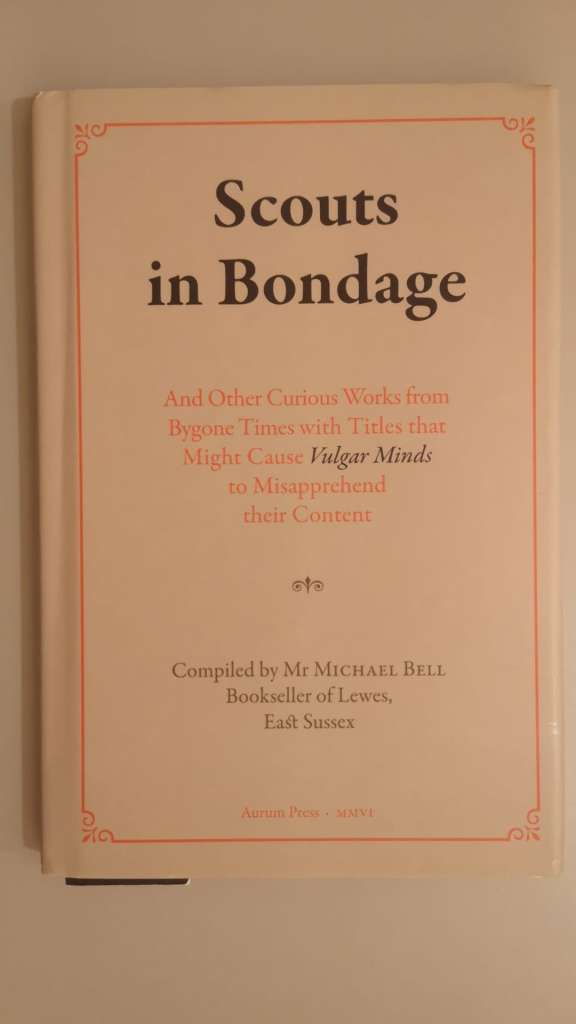 Scouts
in Bondage
And Other Curious Works from
Bygone Times with Titles that
Might Cause Vulgar Minds
to Misapprehend
their Content
Compiled by Mr Michael Bell
Bookseller of Lewes,
East Sussex
Aurum Press · MMVI